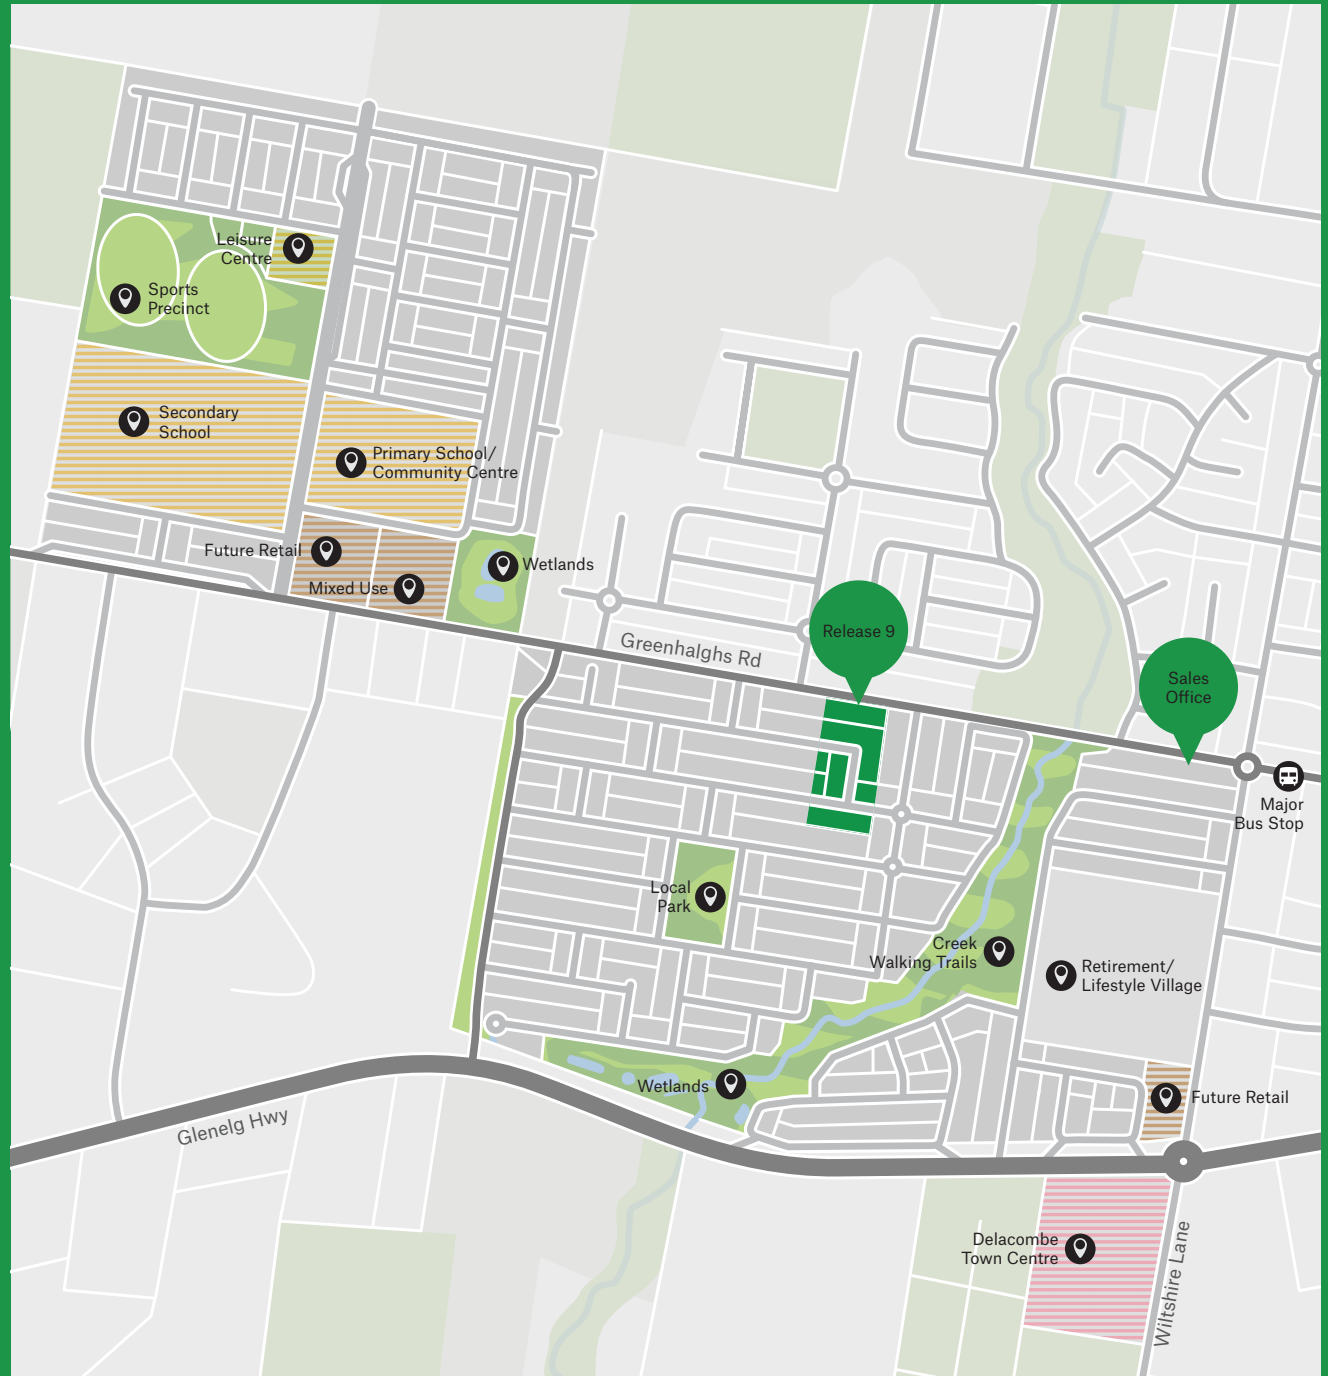 Leisure
Centre
Sports
Precinct
Secondary
School
Primary School/
Community Centre
Future Retail
Wetlands
Mixed Use
Greenhalghs Rd
Release 9
Sales
Office
Major
Bus Stop
Local
Park
Creek
Walking Trails
Retirement/
Lifestyle Village
Wetlands
Future Retail
Glenelg Hwy
Delacombe
Town Centre
Wiltshire Lane